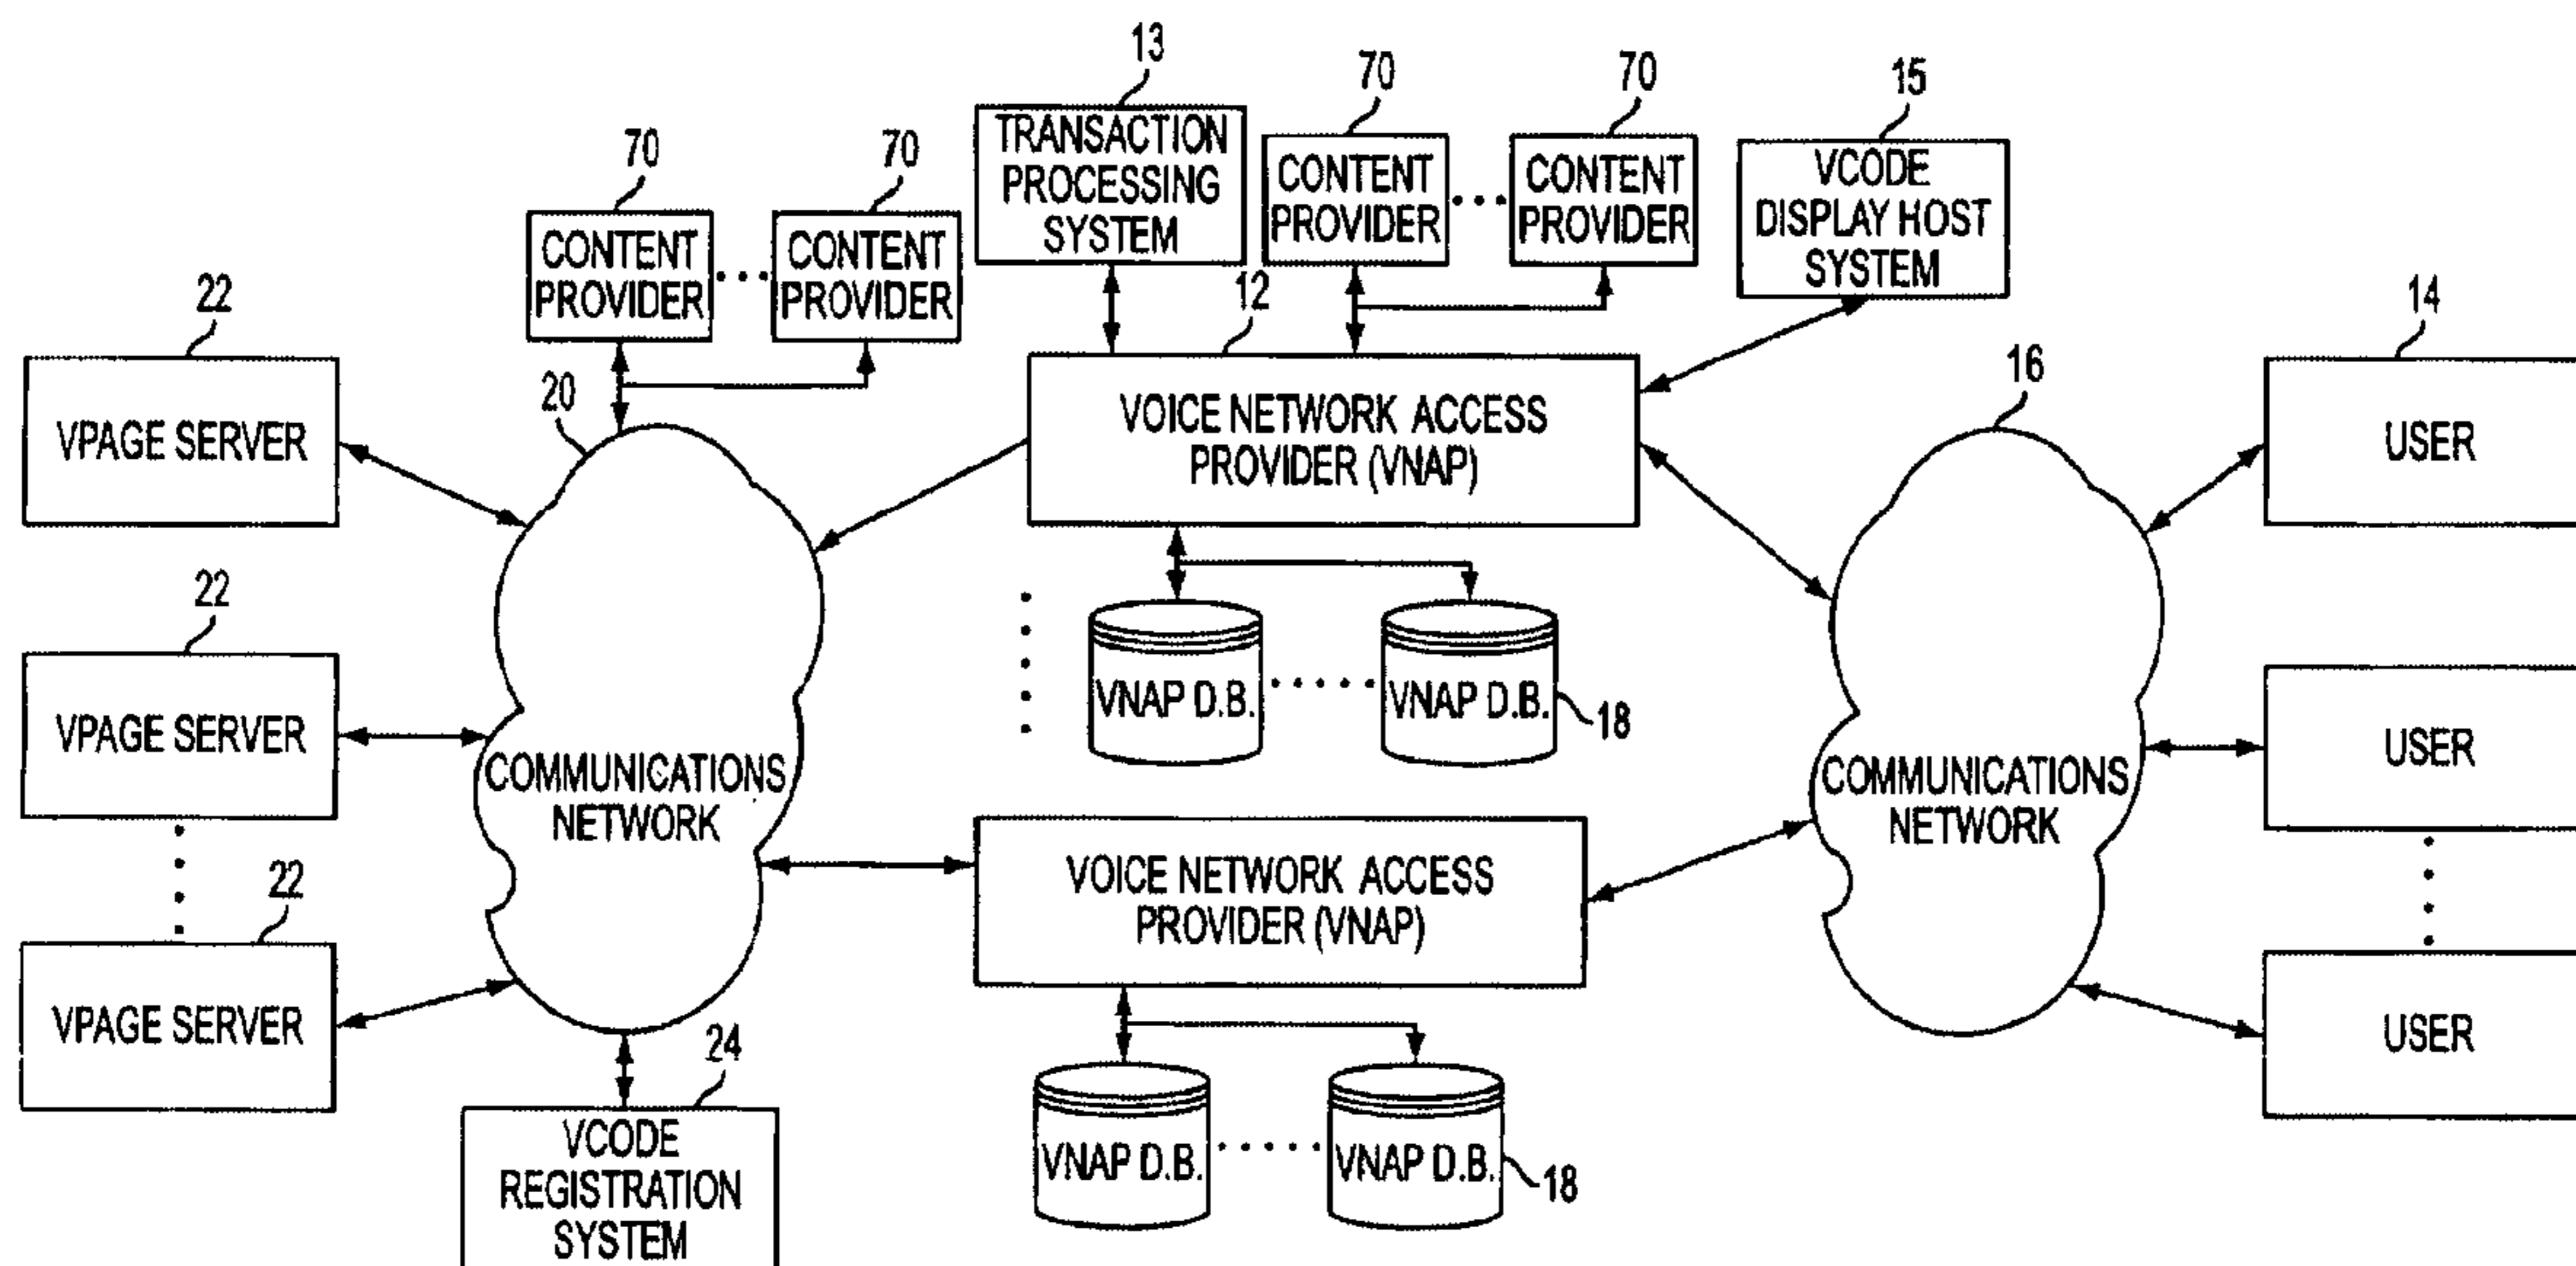 13
70
70
15
TRANSACTION
PROCESSING
SYSTEM
CONTENT
PROVIDER
CONTENT
PROVIDER
VCODE
DISPLAY HOST
SYSTEM
70
70
CONTENT
PROVIDER
CONTENT
PROVIDER
22
20
12
16
14
VPAGE SERVER
VOICE NETWORK ACCESS
PROVIDER (VNAP)
USER
22
VPAGE SERVER
COMMUNICATIONS
NETWORK
VNAP D.B.
VNAP D.B.
18
COMMUNICATIONS
NETWORK
USER
22
VPAGE SERVER
VOICE NETWORK ACCESS
PROVIDER (VNAP)
USER
24
VCODE
REGISTRATION
SYSTEM
VNAP D.B.
VNAP D.B.
18